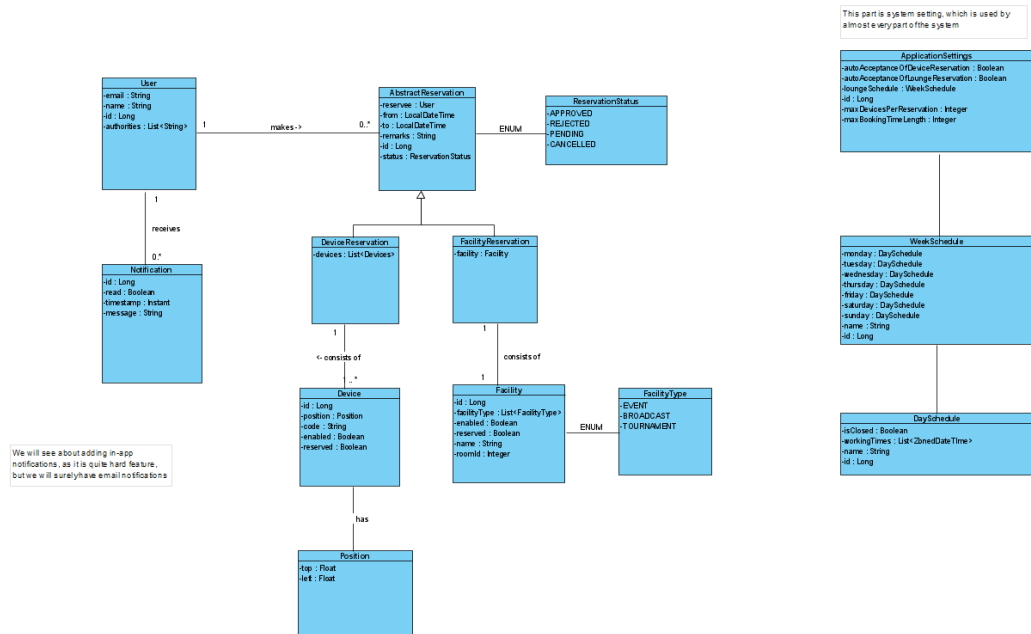 This part is system setting, which is used by
almost every part of the system
ApplicationSettings
-autoAcceptanceOfDeviceReservation : Boolean
-autoAcceptanceOfLoungeReservation : Boolean
-loungeSchedule : WeekSchedule
-id : Long
-maxDevicesPerReservation : Integer
-maxBookingTimeLength : Integer
User
-email : String
-name : String
-id : Long
-authorities : List<String>
1
makes ->
0..*
AbstractReservation
-reservee : User
-from : LocalDateTime
-to : LocalDateTime
-remarks : String
-id : Long
-status : ReservationStatus
ENUM
ReservationStatus
-APPROVED
-REJECTED
-PENDING
-CANCELLED
1
receives
0..*
Notification
-id : Long
-read : Boolean
-timestamp : Instant
-message : String
DeviceReservation
-devices : List<Devices>
FacilityReservation
-facility : Facility
WeekSchedule
-monday : DaySchedule
-tuesday : DaySchedule
-wednesday : DaySchedule
-thursday : DaySchedule
-friday : DaySchedule
-saturday : DaySchedule
-sunday : DaySchedule
-name : String
-id : Long
1
<- consists of
1..*
1
consists of
1
Device
-id : Long
-position : Position
-code : String
-enabled : Boolean
-reserved : Boolean
Facility
-id : Long
-facilityType : List<FacilityType>
-enabled : Boolean
-reserved : Boolean
-name : String
-roomId : Integer
ENUM
FacilityType
-EVENT
-BROADCAST
-TOURNAMENT
DaySchedule
-isClosed : Boolean
-workingTimes : List<ZonedDateTIme>
-name : String
-id : Long
We will see about adding in-app
notifications, as it is quite hard feature,
but we will surely have email notifications
has
Position
-top : Float
-left : Float